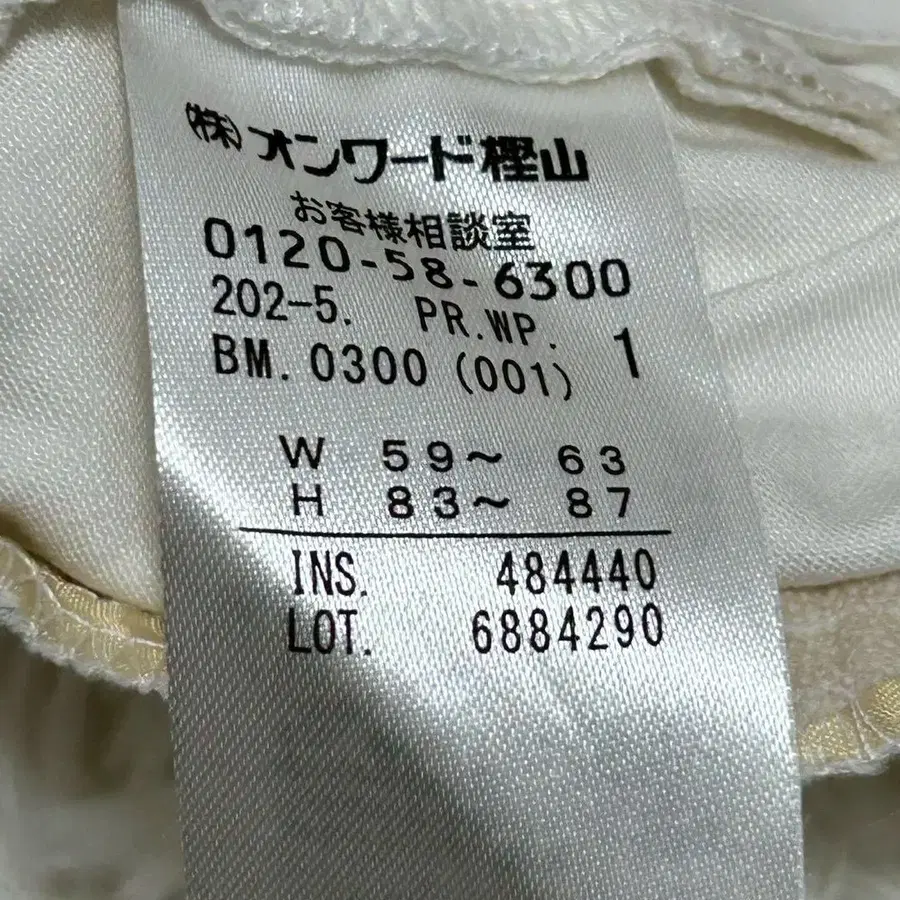 ㈱オンワード樫山
お客様相談室
0120-58-6300
202-5. PR.WP.
BM. 0300 (001) 1
W 59～ 63
H 83～ 87
INS. 484440
LOT. 6884290